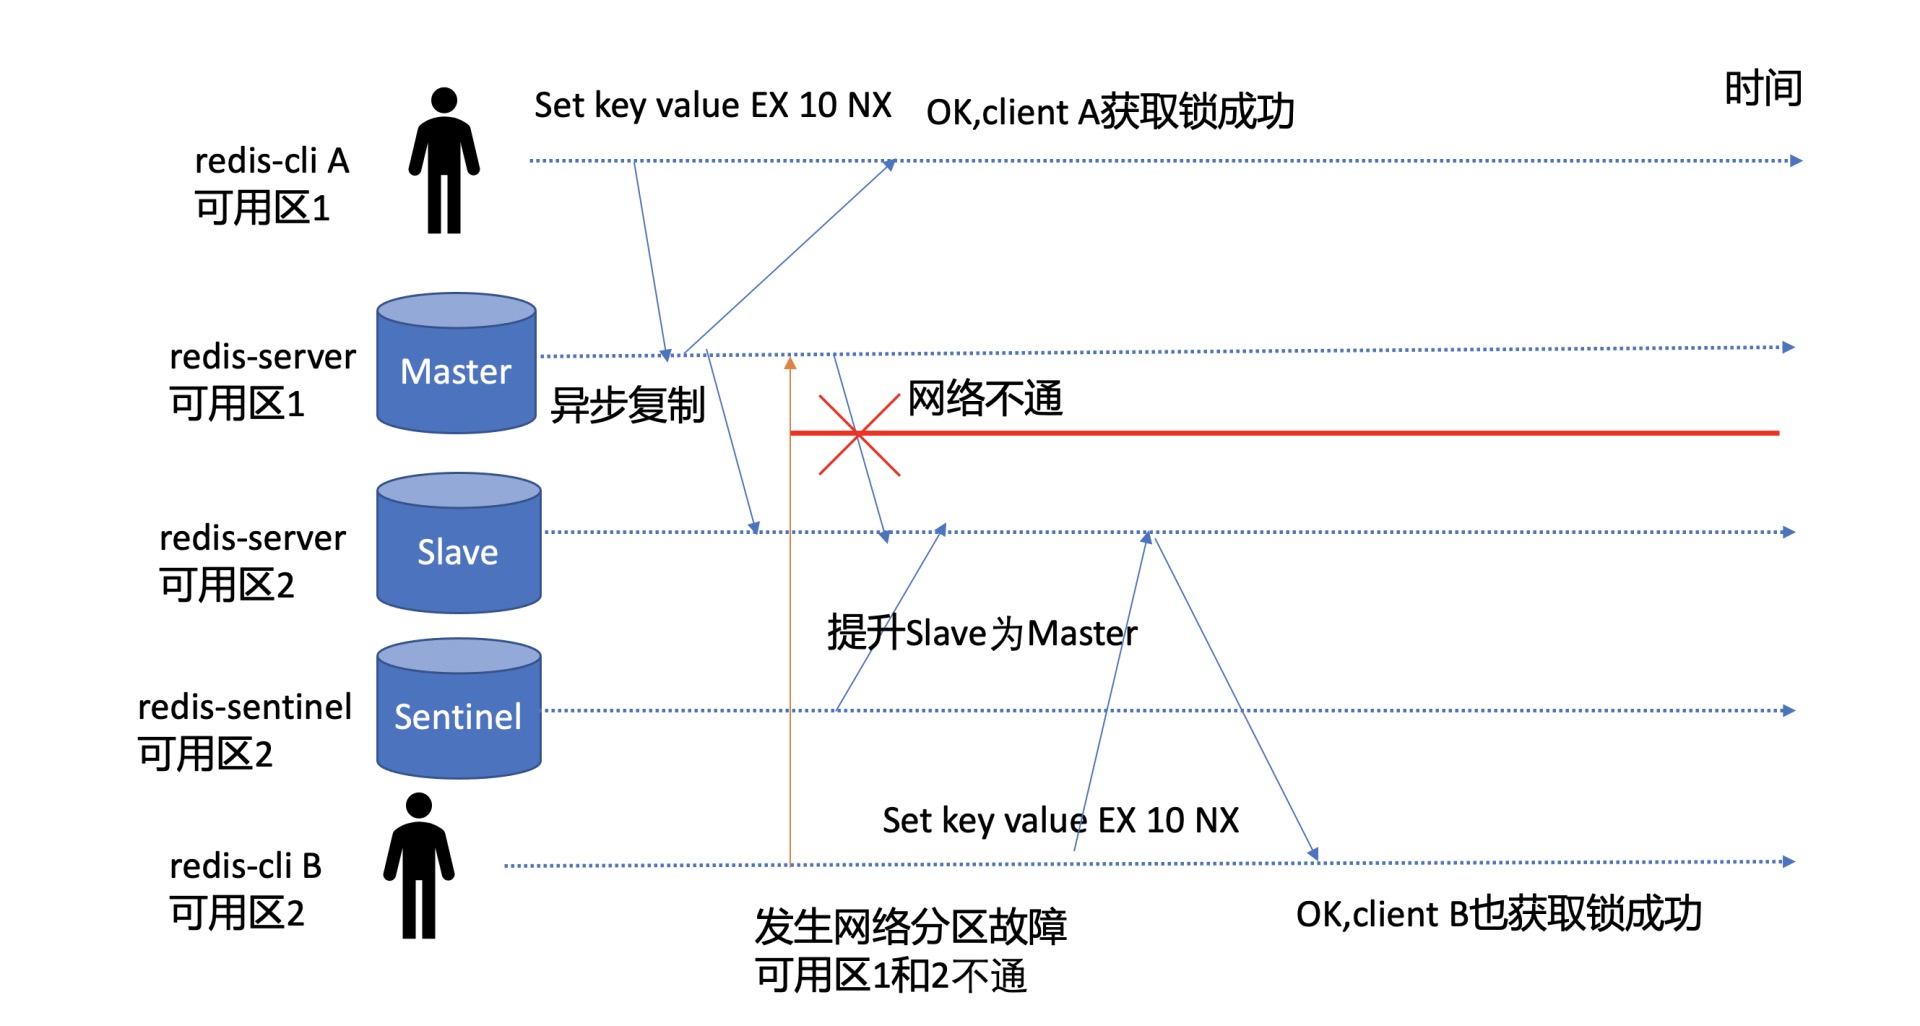 时间
Set key value EX 10 NX
OK,client A获取锁成功
redis-cli A
可用区1
redis-server
可用区1
Master
异步复制
网络不通
redis-server
可用区2
Slave
提升Slave为Master
redis-sentinel
可用区2
Sentinel
Set key value EX 10 NX
redis-cli B
可用区2
OK,client B也获取锁成功
发生网络分区故障
可用区1和2不通